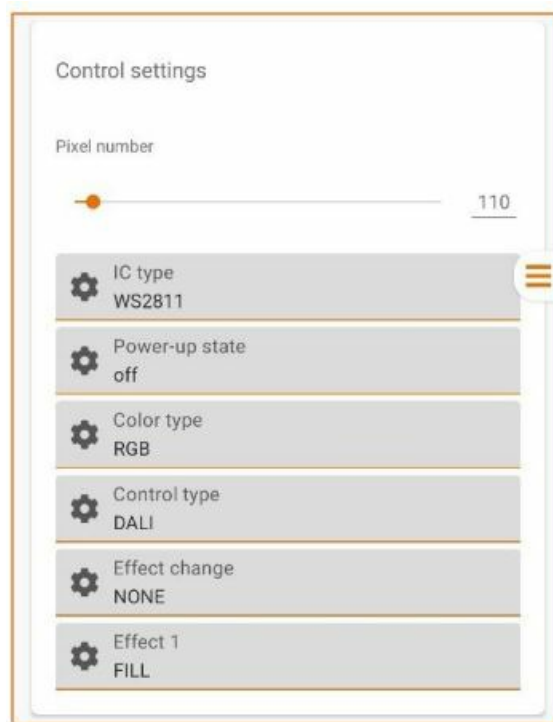 Control settings
Pixel number
110
IC type
WS2811
Power-up state
off
Color type
RGB
Control type
DALI
Effect change
NONE
Effect 1
FILL